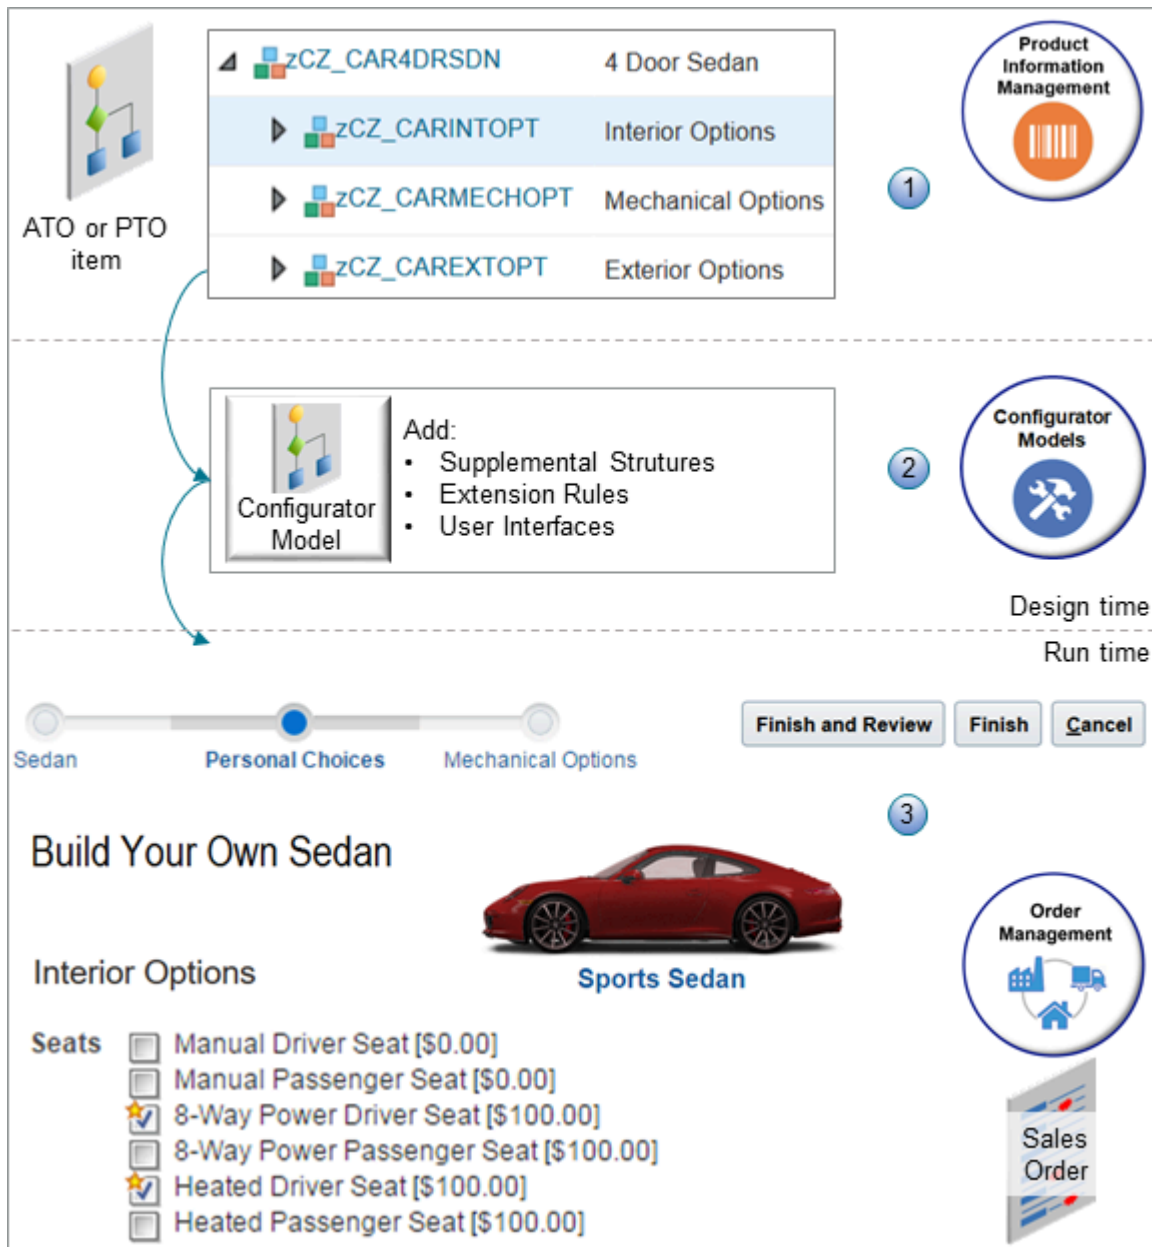 zCZ_CAR4DRSDN 4 Door Sedan
zCZ_CARINTOPT Interior Options
zCZ_CARMECHOPT Mechanical Options
zCZ_CAREXTOPT Exterior Options
ATO or PTO
item
1
Product
Information
Management
Configurator
Model
Add:
• Supplemental Strutures
• Extension Rules
• User Interfaces
2
Configurator
Models
Design time
Run time
Sedan
Personal Choices
Mechanical Options
Finish and Review
Finish
Cancel
3
Build Your Own Sedan
Sports Sedan
Order
Management
Interior Options
Seats
Manual Driver Seat [$0.00]
Manual Passenger Seat [$0.00]
8-Way Power Driver Seat [$100.00]
8-Way Power Passenger Seat [$100.00]
Heated Driver Seat [$100.00]
Heated Passenger Seat [$100.00]
Sales
Order